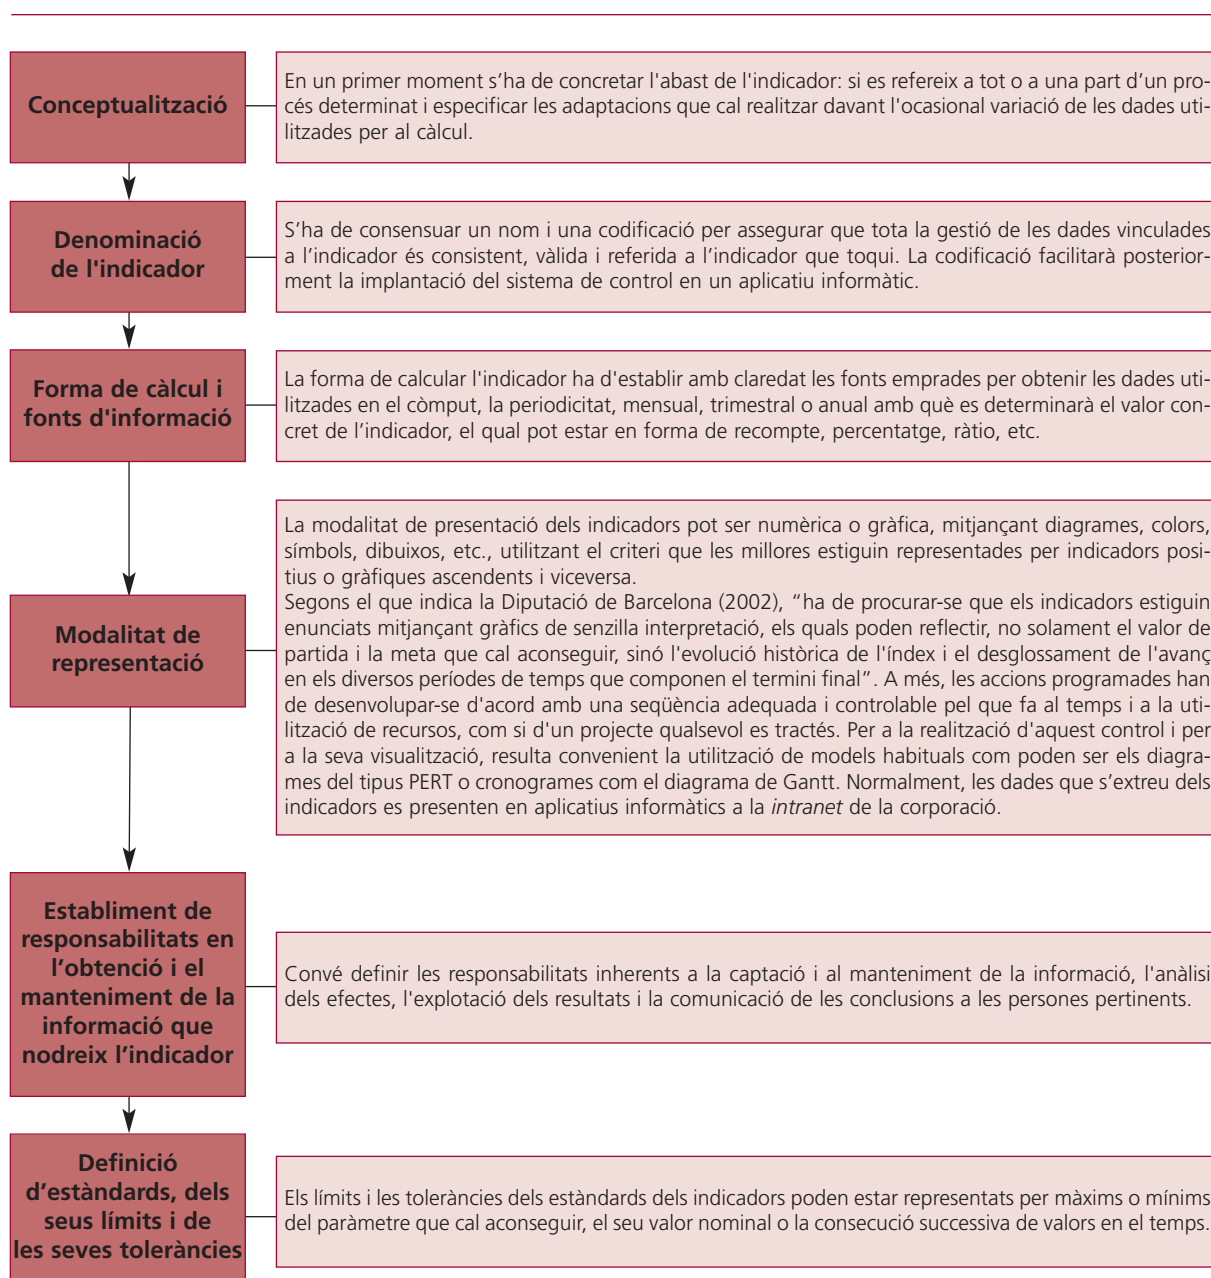 Conceptualització
En un primer moment s’ha de concretar l'abast de l'indicador: si es refereix a tot o a una part d’un pro-
cés determinat i especificar les adaptacions que cal realitzar davant l'ocasional variació de les dades uti-
litzades per al càlcul.
Denominació
de l'indicador
S’ha de consensuar un nom i una codificació per assegurar que tota la gestió de les dades vinculades
a l’indicador és consistent, vàlida i referida a l’indicador que toqui. La codificació facilitarà posterior-
ment la implantació del sistema de control en un aplicatiu informàtic.
Forma de càlcul i
fonts d'informació
La forma de calcular l'indicador ha d'establir amb claredat les fonts emprades per obtenir les dades uti-
litzades en el còmput, la periodicitat, mensual, trimestral o anual amb què es determinarà el valor con-
cret de l’indicador, el qual pot estar en forma de recompte, percentatge, ràtio, etc.
Modalitat de
representació
La modalitat de presentació dels indicadors pot ser numèrica o gràfica, mitjançant diagrames, colors,
símbols, dibuixos, etc., utilitzant el criteri que les millores estiguin representades per indicadors posi-
tius o gràfiques ascendents i viceversa.
Segons el que indica la Diputació de Barcelona (2002), “ha de procurar-se que els indicadors estiguin
enunciats mitjançant gràfics de senzilla interpretació, els quals poden reflectir, no solament el valor de
partida i la meta que cal aconseguir, sinó l'evolució històrica de l'índex i el desglossament de l'avanç
en els diversos períodes de temps que componen el termini final”. A més, les accions programades han
de desenvolupar-se d'acord amb una seqüència adequada i controlable pel que fa al temps i a la uti-
lització de recursos, com si d'un projecte qualsevol es tractés. Per a la realització d'aquest control i per
a la seva visualització, resulta convenient la utilització de models habituals com poden ser els diagra-
mes del tipus PERT o cronogrames com el diagrama de Gantt. Normalment, les dades que s’extreu dels
indicadors es presenten en aplicatius informàtics a la intranet de la corporació.
Establiment de
responsabilitats en
l’obtenció i el
manteniment de la
informació que
nodreix l’indicador
Convé definir les responsabilitats inherents a la captació i al manteniment de la informació, l'anàlisi
dels efectes, l'explotació dels resultats i la comunicació de les conclusions a les persones pertinents.
Definició
d’estàndards, dels
seus límits i de
les seves toleràncies
Els límits i les toleràncies dels estàndards dels indicadors poden estar representats per màxims o mínims
del paràmetre que cal aconseguir, el seu valor nominal o la consecució successiva de valors en el temps.